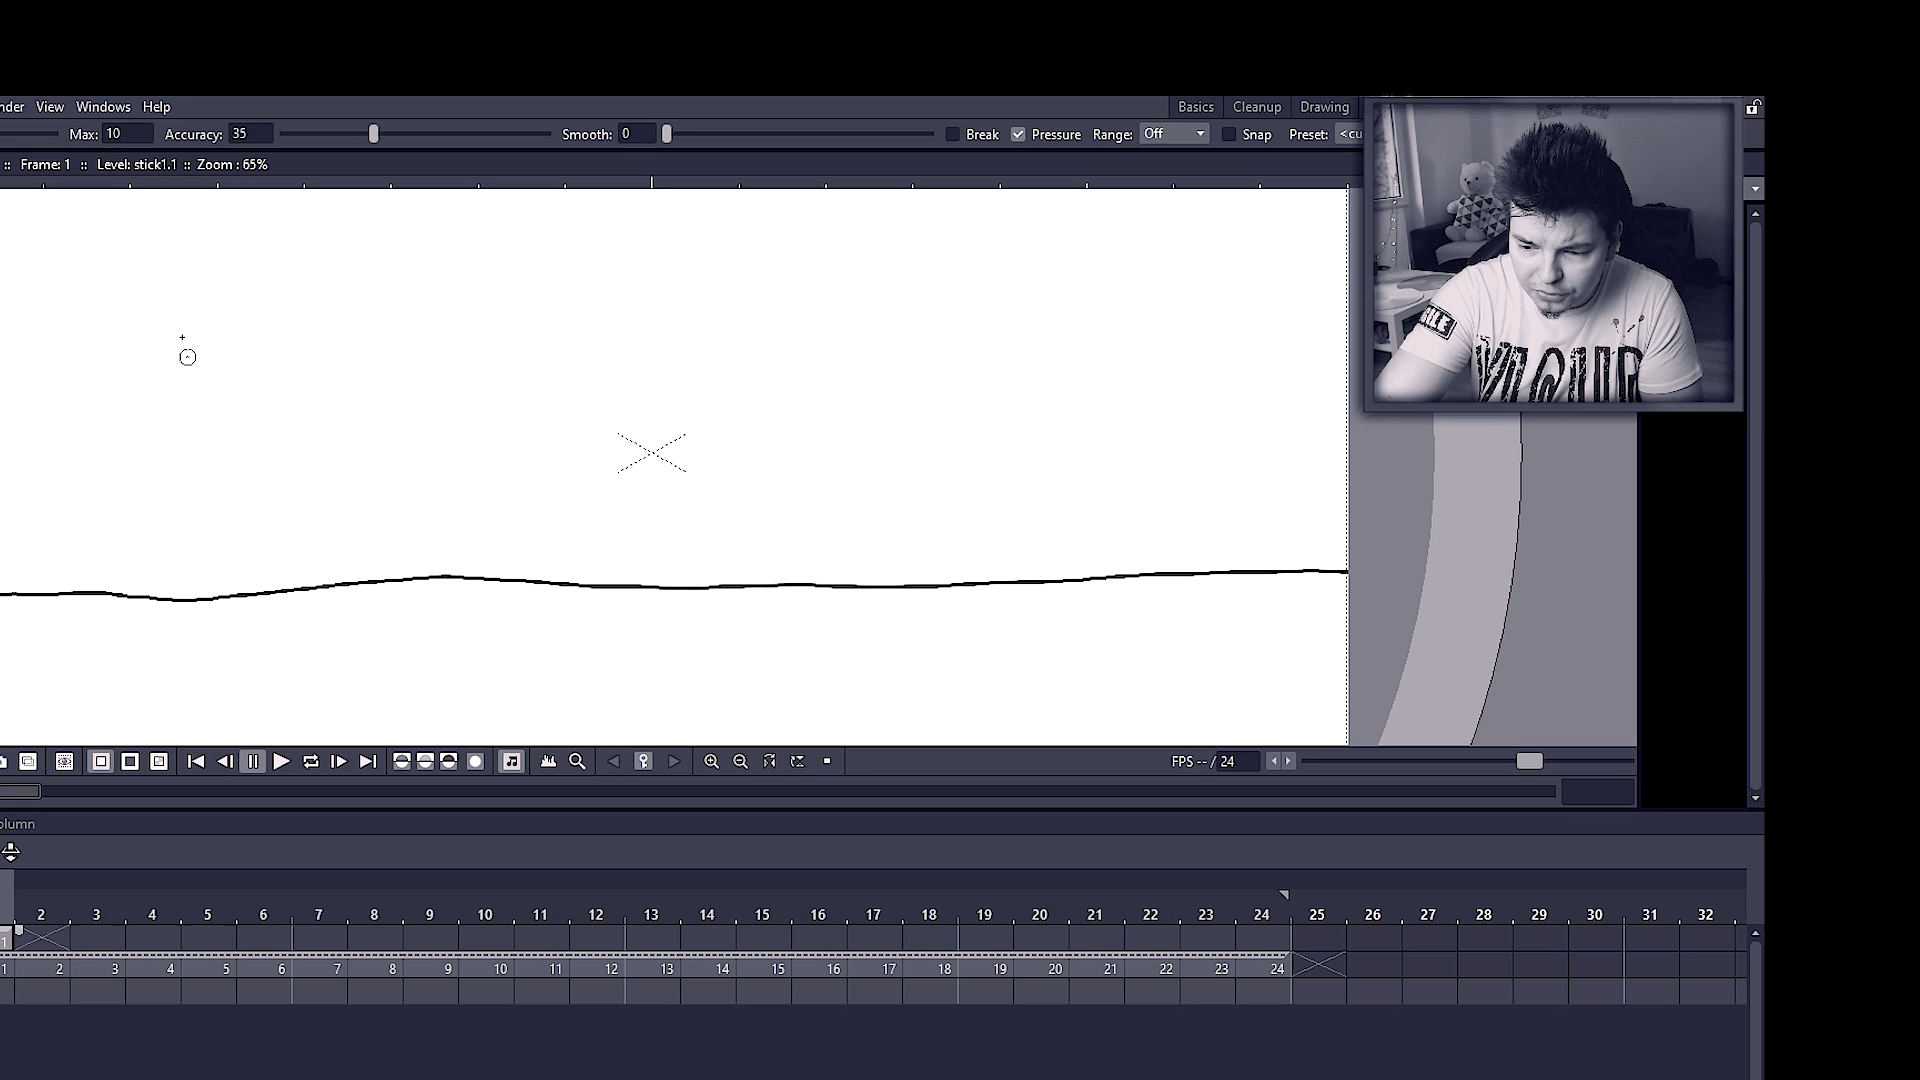 nder View Windows Help Basics Cleanup Drawing
Max: 10 Accuracy: 35 Smooth: 0 Break Pressure Range: Off Snap Preset: <cu
:: Frame: 1 :: Level: stick1.1 :: Zoom : 65%
VIGUR
FPS -- / 24
olumn
2 3 4 5 6 7 8 9 10 11 12 13 14 15 16 17 18 19 20 21 22 23 24 25 26 27 28 29 30 31 32
1
1 2 3 4 5 6 7 8 9 10 11 12 13 14 15 16 17 18 19 20 21 22 23 24